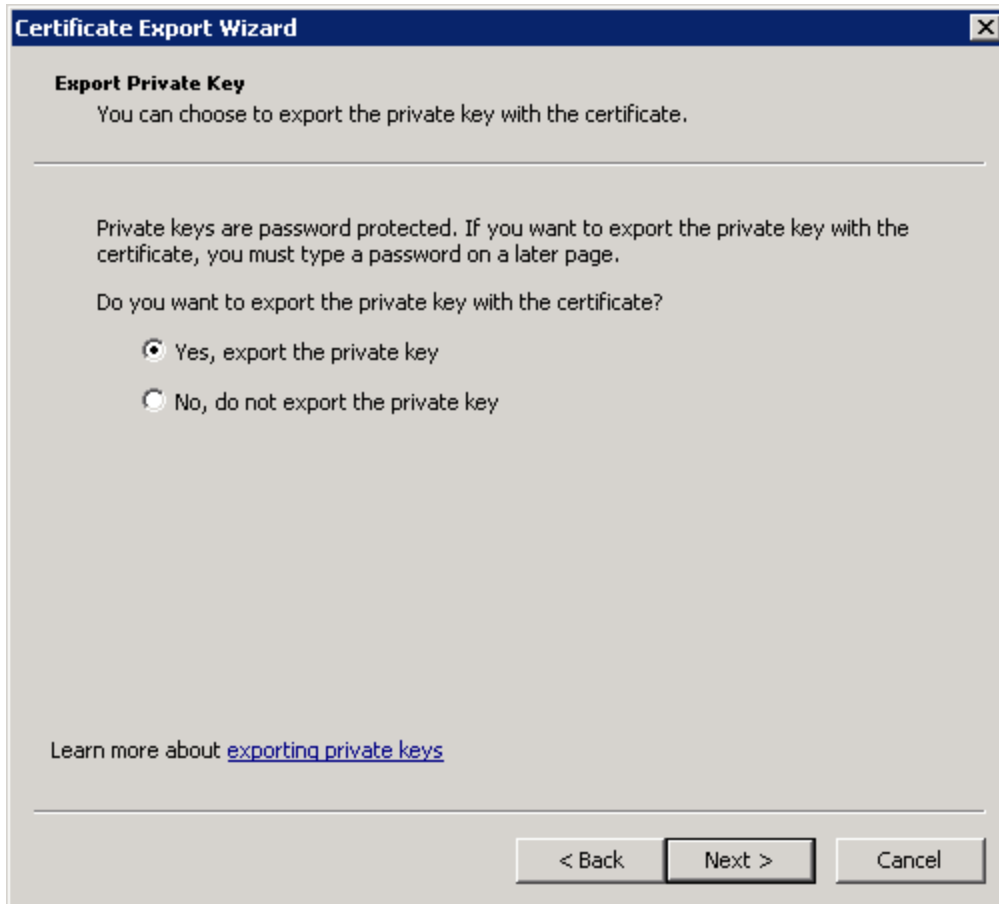 Certificate Export Wizard
Export Private Key
You can choose to export the private key with the certificate.
Private keys are password protected. If you want to export the private key with the
certificate, you must type a password on a later page.
Do you want to export the private key with the certificate?
Yes, export the private key
No, do not export the private key
Learn more about exporting private keys
< Back Next > Cancel